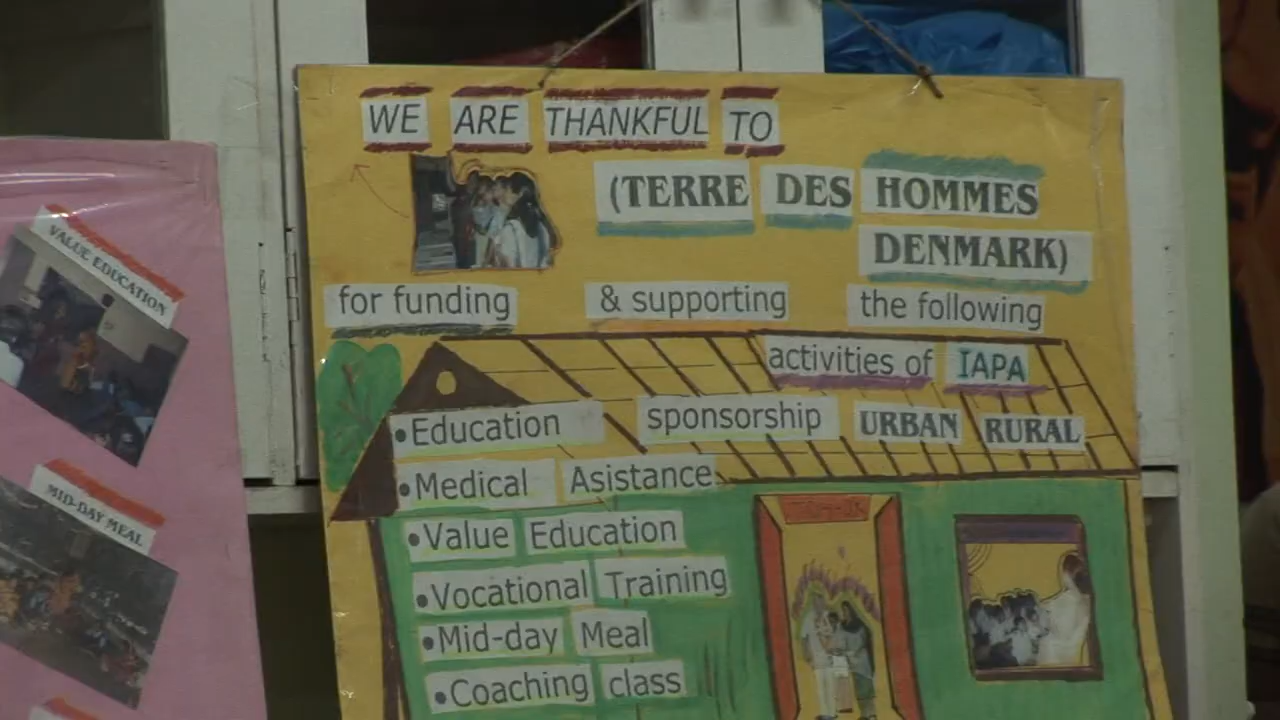 WE ARE THANKFUL TO
(TERRE DES HOMMES
DENMARK)
for funding & supporting the following
activities of IAPA
•Education sponsorship URBAN RURAL
•Medical Asistance
•Value Education
•Vocational Training
•Mid-day Meal
•Coaching class
VALUE EDUCATION
MID-DAY MEAL